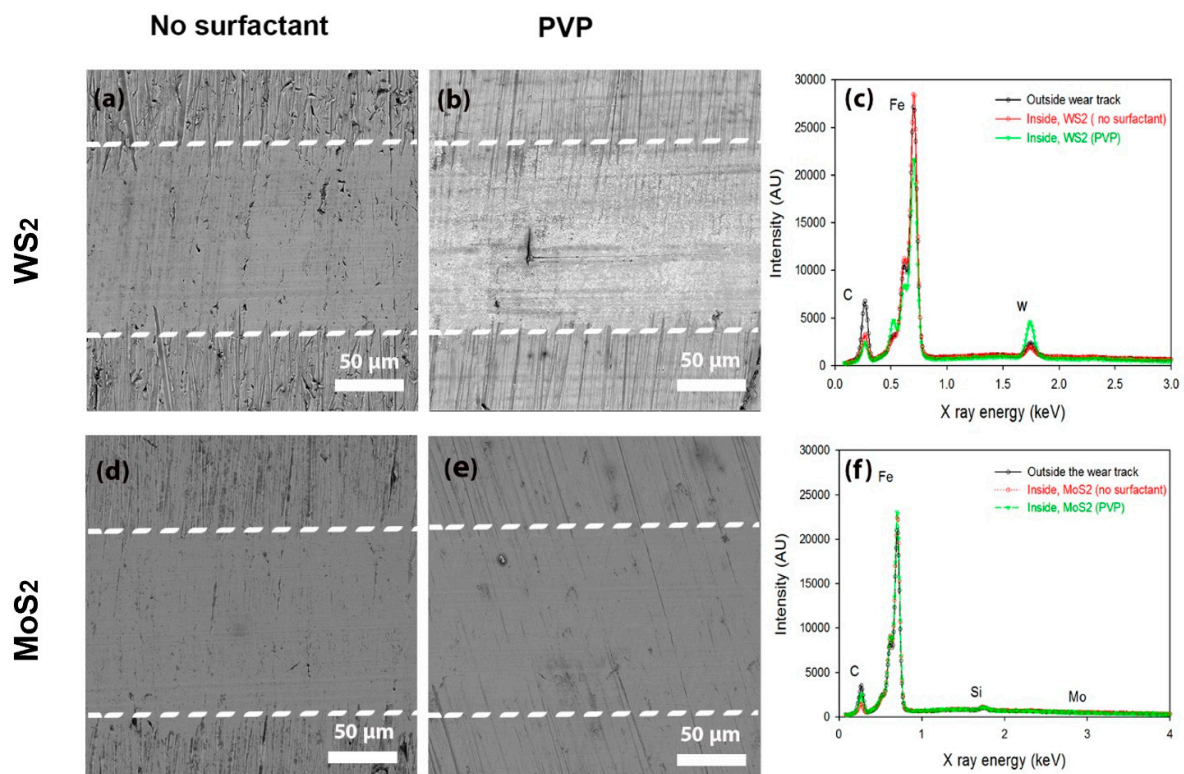 No surfactant
PVP
WS2
(a)
50 µm
(b)
50 µm
(c)
30000
25000
20000
15000
10000
5000
0
Intensity (AU)
0.0 0.5 1.0 1.5 2.0 2.5 3.0
X ray energy (keV)
Fe
C
W
Outside wear track
Inside, WS2 ( no surfactant)
Inside, WS2 (PVP)
MoS2
(d)
50 µm
(e)
50 µm
(f)
30000
25000
20000
15000
10000
5000
0
Intensity (AU)
0 1 2 3 4
X ray energy (keV)
Fe
C
Si
Mo
Outside the wear track
Inside, MoS2 (no surfactant)
Inside, MoS2 (PVP)